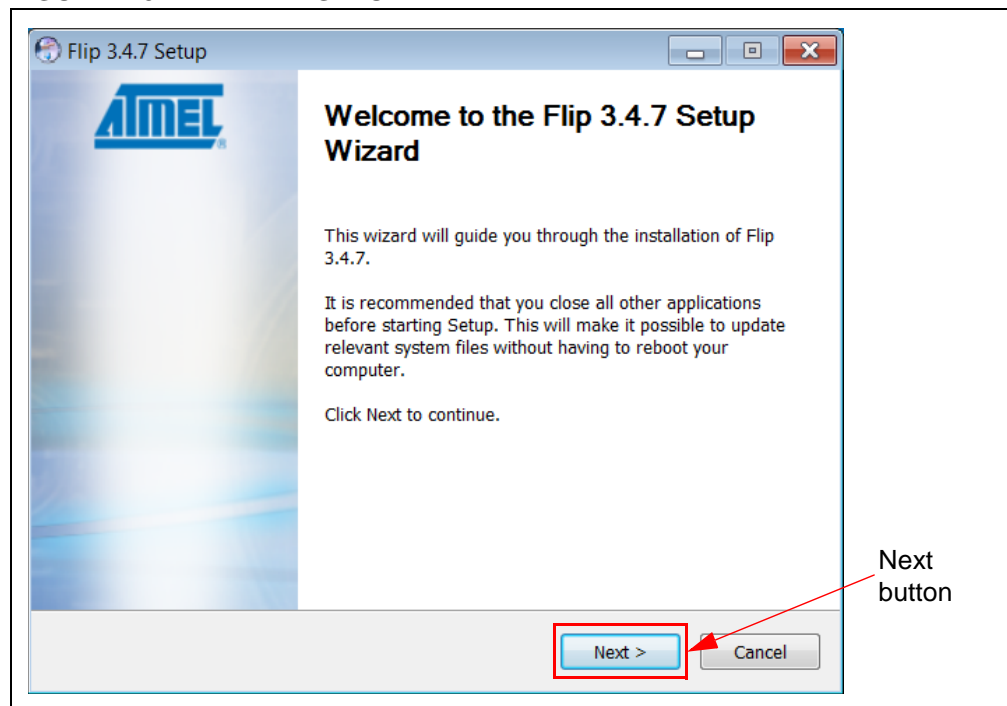 Flip 3.4.7 Setup
ATMEL
®
Welcome to the Flip 3.4.7 Setup
Wizard
This wizard will guide you through the installation of Flip
3.4.7.
It is recommended that you close all other applications
before starting Setup. This will make it possible to update
relevant system files without having to reboot your
computer.
Click Next to continue.
Next
button
Next >
Cancel